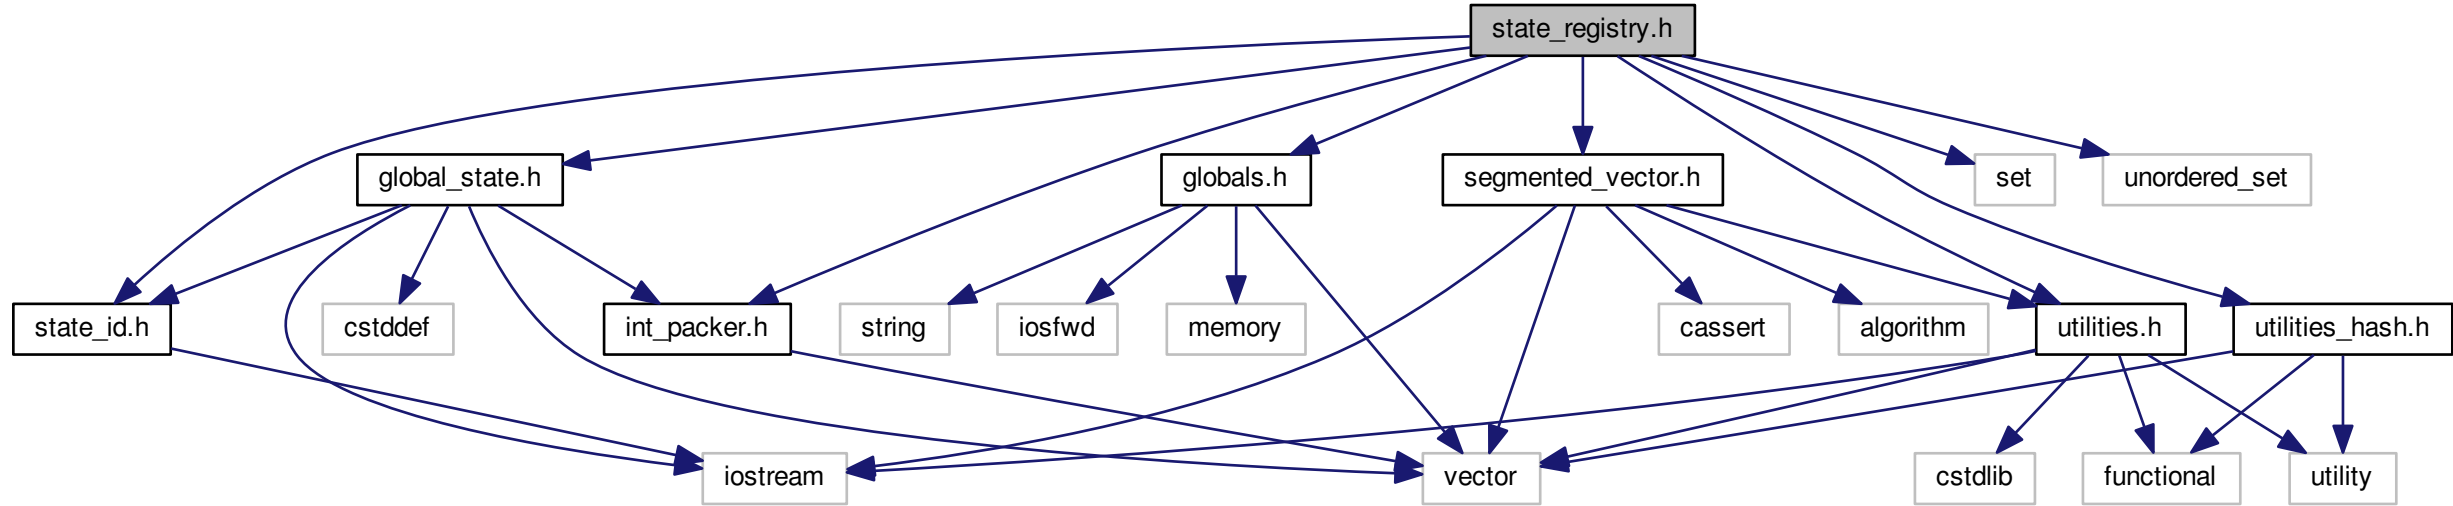 state_registry.h
global_state.h
globals.h
segmented_vector.h
set
unordered_set
state_id.h
cstddef
int_packer.h
string
iosfwd
memory
cassert
algorithm
utilities.h
utilities_hash.h
iostream
vector
cstdlib
functional
utility